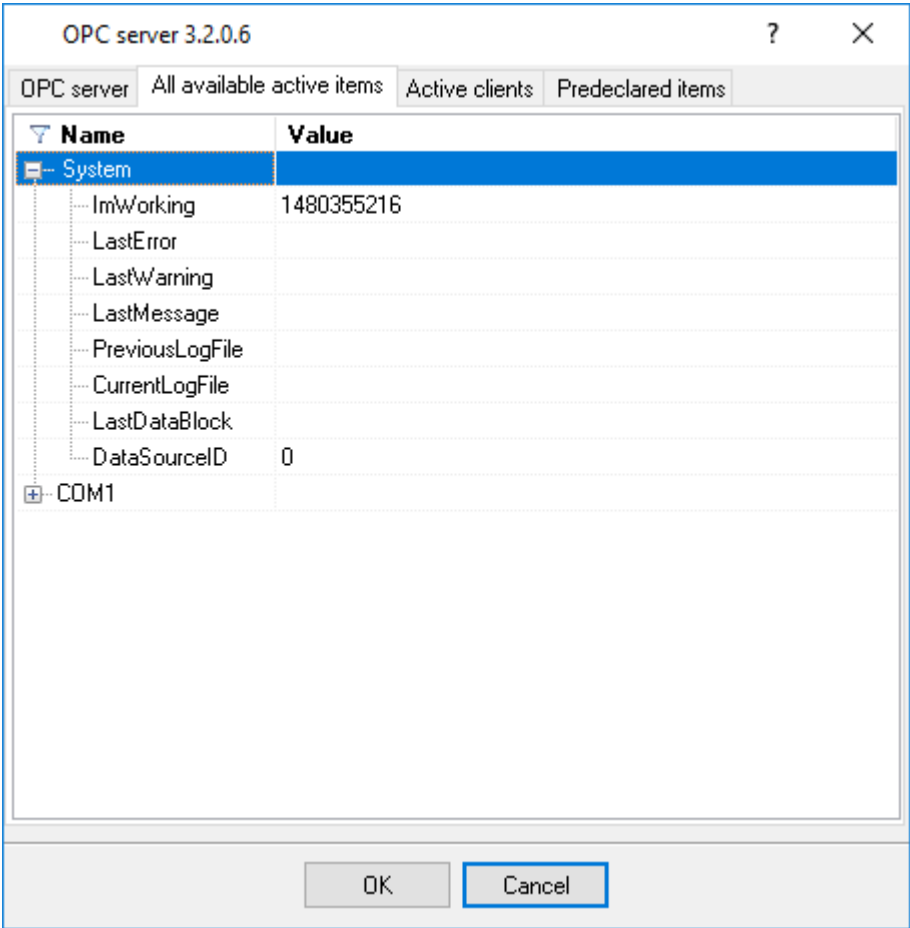 OPC server 3.2.0.6 ?
OPC server All available active items Active clients Predeclared items
Name Value
System
ImWorking 1480355216
LastError
LastWarning
LastMessage
PreviousLogFile
CurrentLogFile
LastDataBlock
DataSourceID 0
COM1
OK Cancel